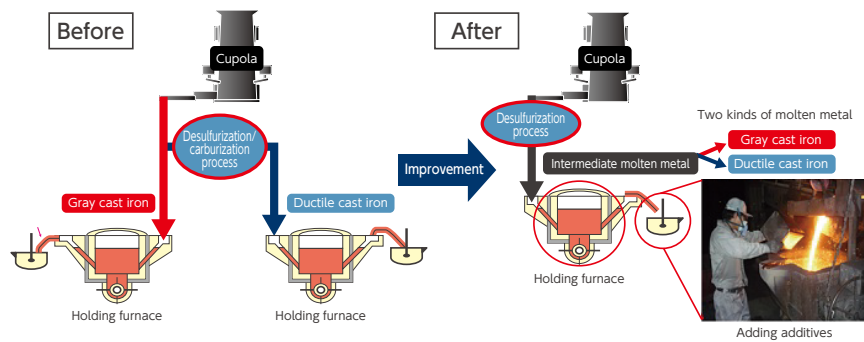 Before
Cupola
Desulfurization/
carburization
process
Gray cast iron
Ductile cast iron
Holding furnace
Holding furnace
Improvement
After
Cupola
Desulfurization
process
Two kinds of molten metal
Gray cast iron
Intermediate molten metal
Ductile cast iron
Holding furnace
Adding additives